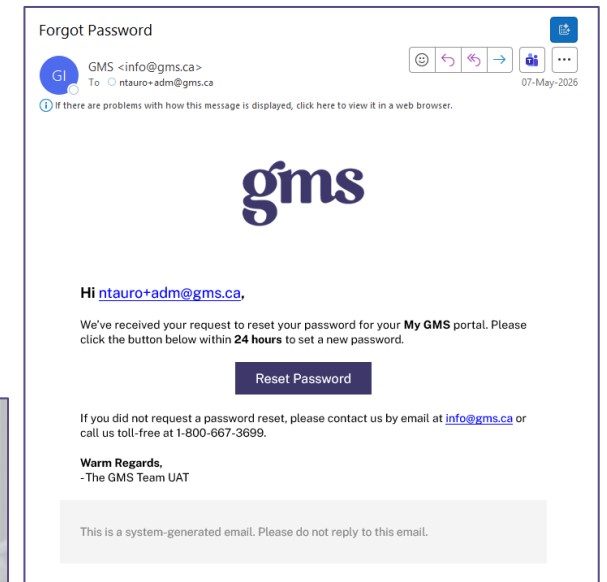 Forgot Password
GI
GMS <info@gms.ca>
To ntauro+adm@gms.ca
07-May-2026
If there are problems with how this message is displayed, click here to view it in a web browser.
gms
Hi ntauro+adm@gms.ca,
We've received your request to reset your password for your My GMS portal. Please
click the button below within 24 hours to set a new password.
Reset Password
If you did not request a password reset, please contact us by email at info@gms.ca or
call us toll-free at 1-800-667-3699.
Warm Regards,
-The GMS Team UAT
This is a system-generated email. Please do not reply to this email.